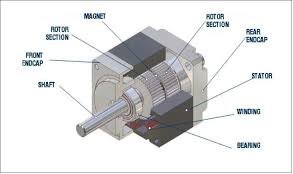 MAGNET
ROTOR
SECTION
ROTOR
SECTION
REAR
ENDCAP
FRONT
ENDCAP
SHAFT
STATOR
WINDING
BEARING